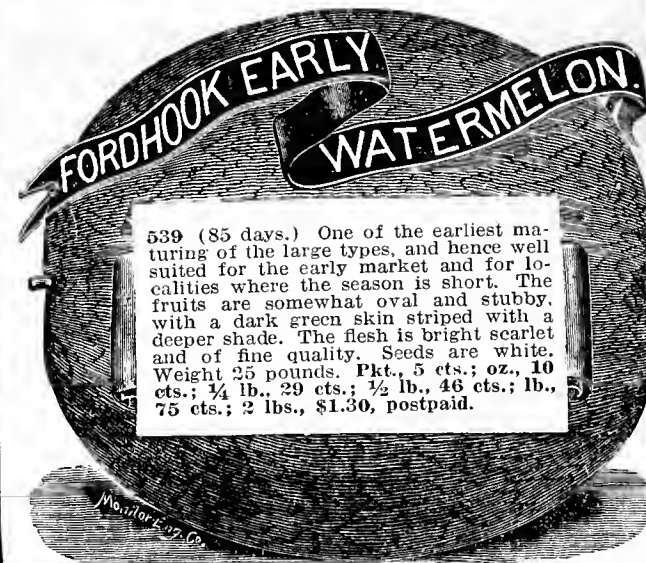 FORDHOOK EARLY
WATERMELON.
539 (85 days.) One of the earliest ma-
turing of the large types, and hence well
suited for the early market and for lo-
calities where the season is short. The
fruits are somewhat oval and stubby,
with a dark green skin striped with a
deeper shade. The flesh is bright scarlet
and of fine quality. Seeds are white.
Weight 25 pounds. Pkt., 5 cts.; oz., 10
cts.; ¼ lb., 29 cts.; ½ lb., 46 cts.; lb.,
75 cts.; 2 lbs., $1.30, postpaid.
Monitor Eng. Co.